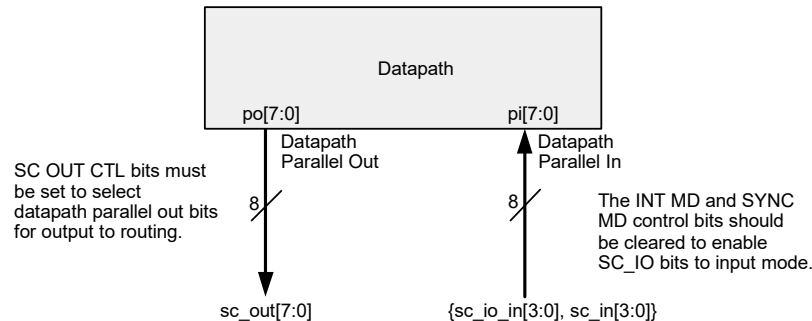 Datapath
po[7:0]
pi[7:0]
Datapath
Parallel Out
Datapath
Parallel In
SC OUT CTL bits must
be set to select
datapath parallel out bits
for output to routing.
8
8
The INT MD and SYNC
MD control bits should
be cleared to enable
SC_IO bits to input mode.
sc_out[7:0]
{sc_io_in[3:0], sc_in[3:0]}